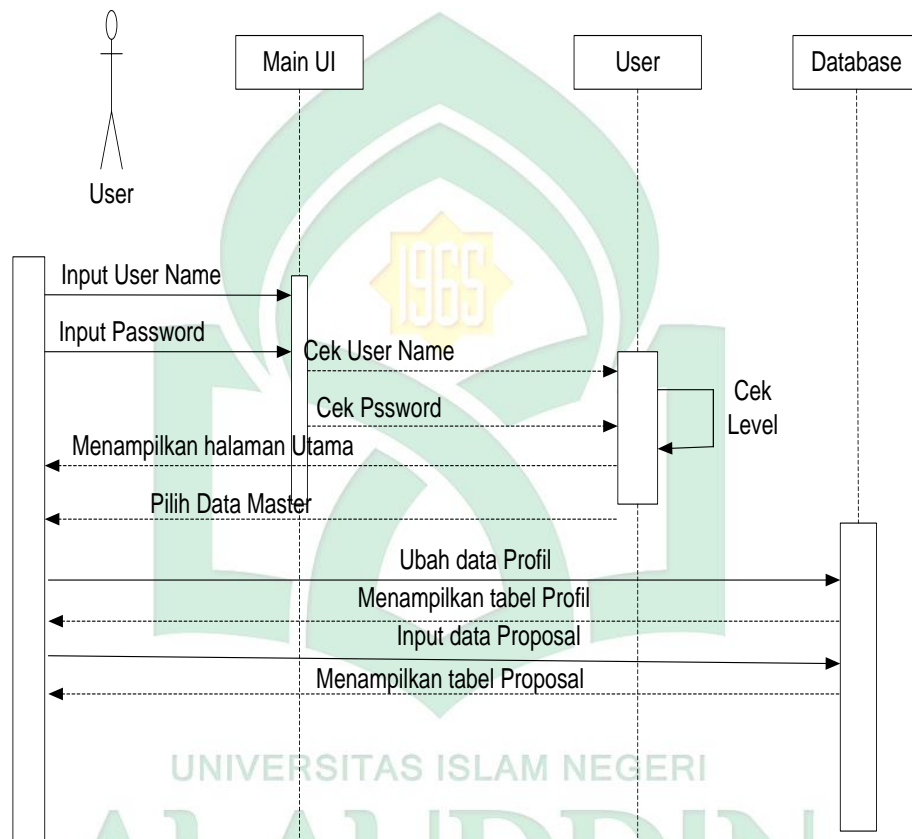 Main UI
User
Database
User
Input User Name
Input Password
Cek User Name
Cek Pssword
Cek
Level
Menampilkan halaman Utama
Pilih Data Master
Ubah data Profil
Menampilkan tabel Profil
Input data Proposal
Menampilkan tabel Proposal
1965
UNIVERSITAS ISLAM NEGERI
ALAUDDIN